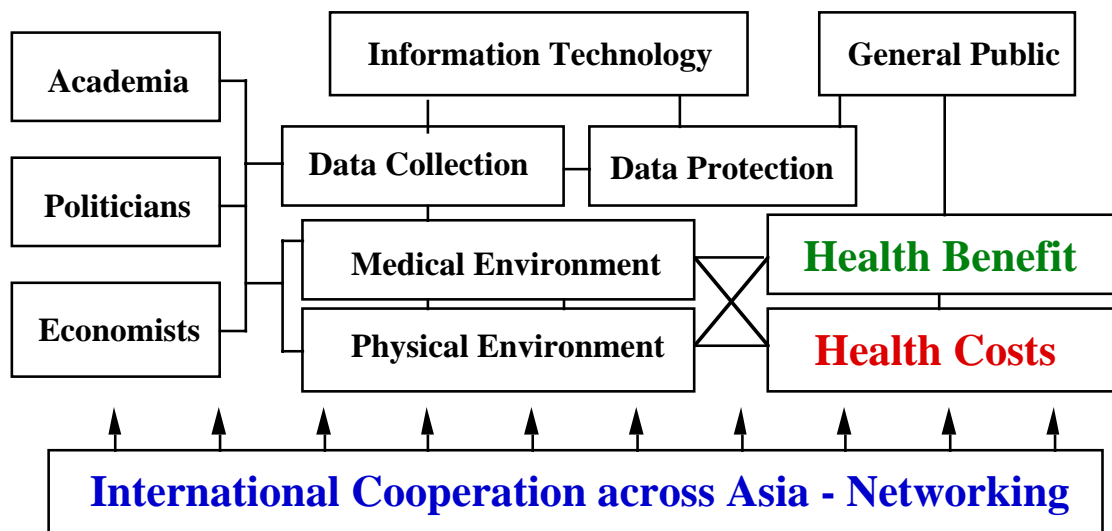 Information Technology
General Public
Academia
Data Collection
Data Protection
Politicians
Medical Environment
Health Benefit
Economists
Physical Environment
Health Costs
International Cooperation across Asia - Networking